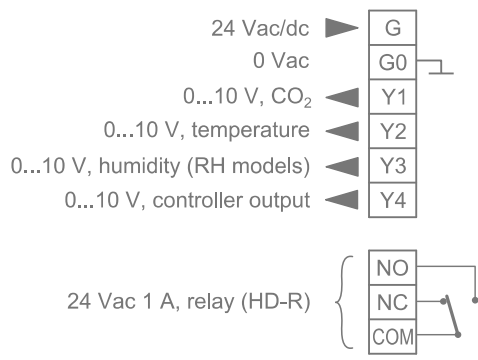 24 Vac/dc G
0 Vac G0
0...10 V, CO₂ Y1
0...10 V, temperature Y2
0...10 V, humidity (RH models) Y3
0...10 V, controller output Y4
NO
24 Vac 1 A, relay (HD-R) NC
COM